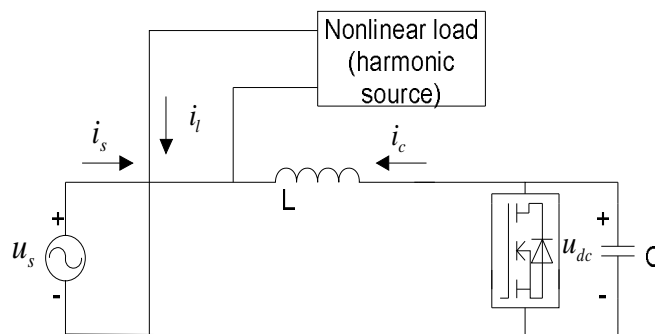 Nonlinear load
(harmonic
source)
i_s
i_l
i_c
L
+
u_s
-
u_dc
+
-
C